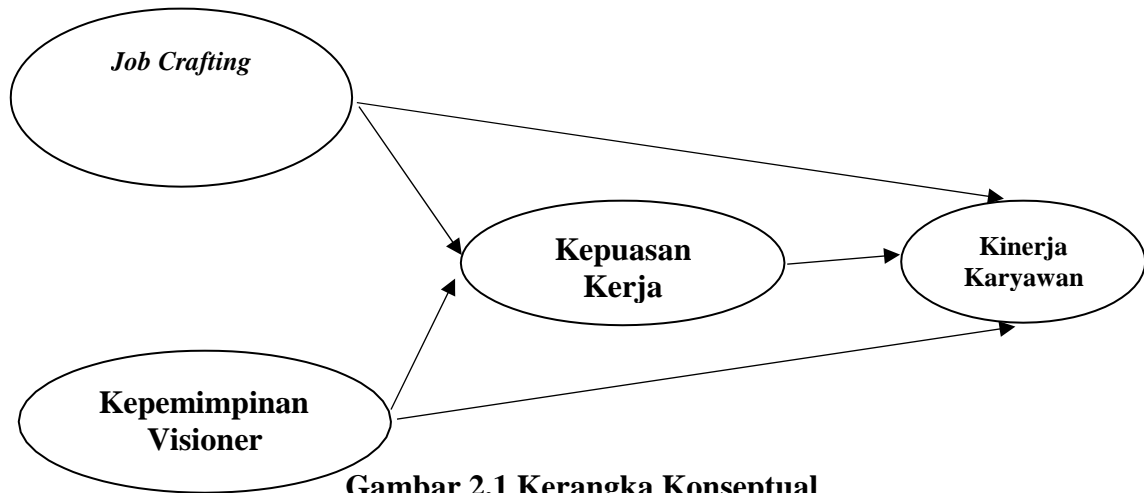 Job Crafting
Kepuasan
Kerja
Kinerja
Karyawan
Kepemimpinan
Visioner
Gambar 2.1 Kerangka Konseptual